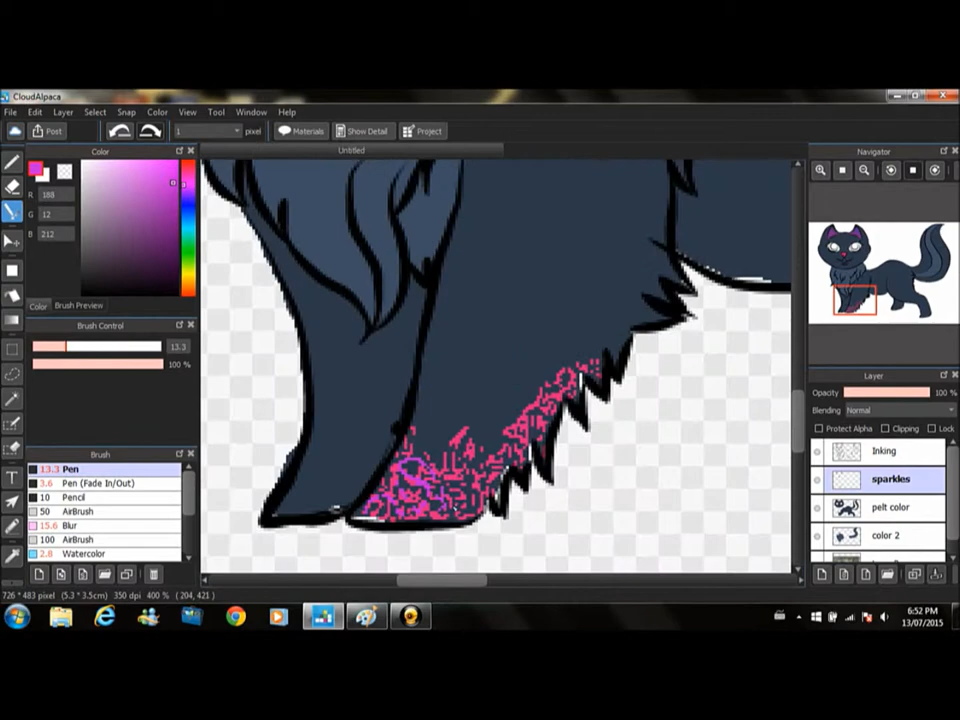 CloudAlpaca
File Edit Layer Select Snap Color View Tool Window Help
Post 1 pixel Materials Show Detail Project
Color Untitled Navigator
R 188
G 12
B 212
Color Brush Preview
Brush Control
13.3
100 %
Layer
Opacity 100 %
Blending Normal
Protect Alpha Clipping Lock
Brush
13.3 Pen
3.6 Pen (Fade In/Out)
10 Pencil
50 AirBrush
15.6 Blur
100 AirBrush
2.8 Watercolor
Inking
sparkles
pelt color
color 2
726 * 483 pixel (5.3 * 3.5cm) 350 dpi 400 % (204, 421)
6:52 PM
13/07/2015